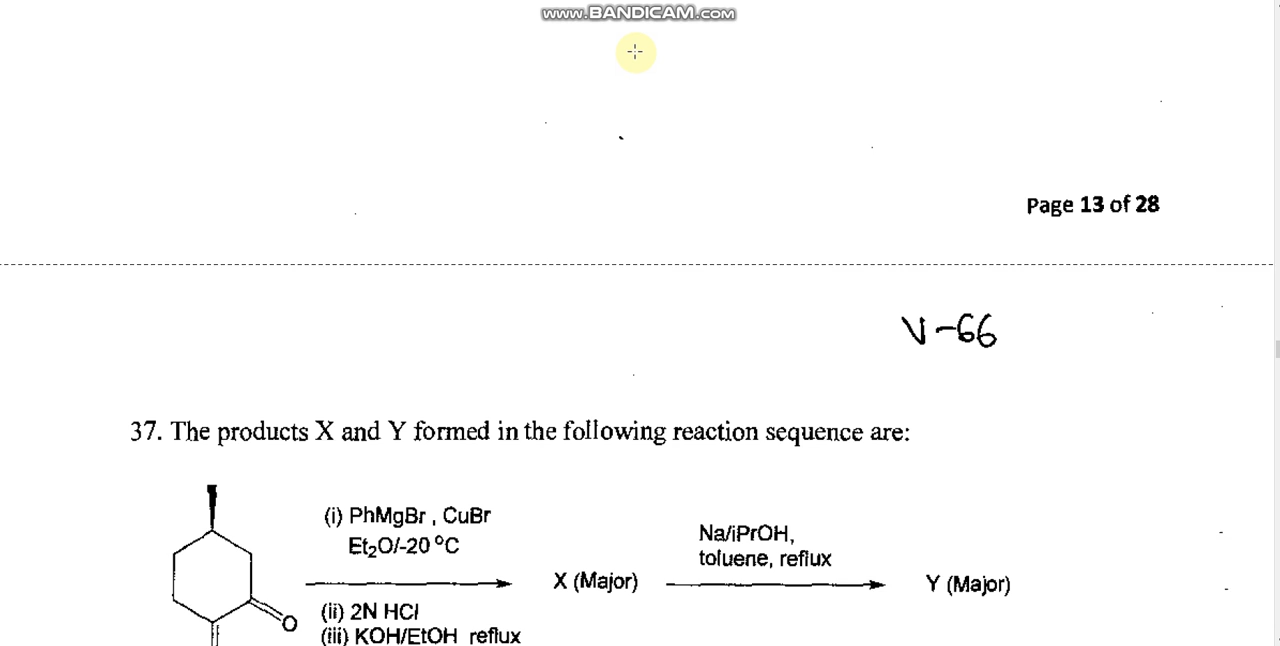 www.BANDICAM.com
Page 13 of 28
V-66
37. The products X and Y formed in the following reaction sequence are:
(i) PhMgBr , CuBr
Et₂O/-20 °C
(ii) 2N HCl
(iii) KOH/EtOH reflux
O
X (Major)
Na/iPrOH,
toluene, reflux
Y (Major)